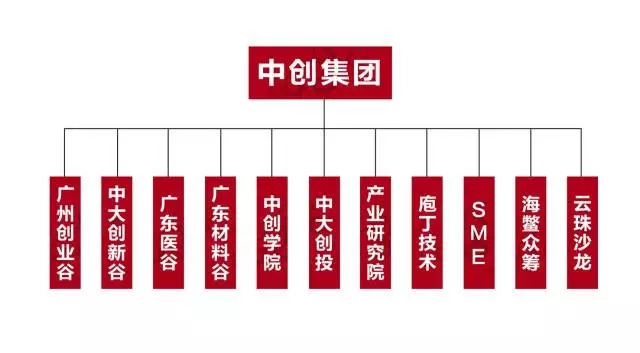 中创集团
广州创业谷
中大创新谷
广东医谷
广东材料谷
中创学院
中大创投
产业研究院
庖丁技术
SME
海鳖众筹
云珠沙龙